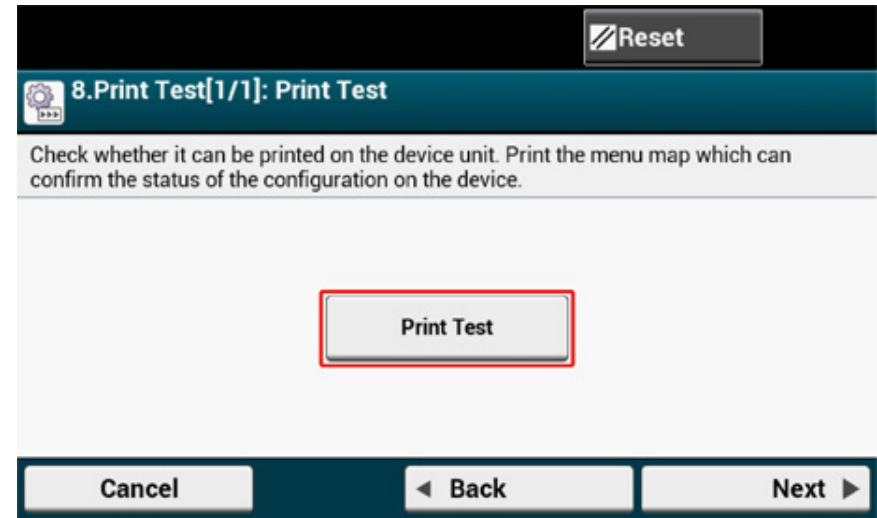 Reset
8.Print Test[1/1]: Print Test
Check whether it can be printed on the device unit. Print the menu map which can
confirm the status of the configuration on the device.
Print Test
Cancel
Back
Next